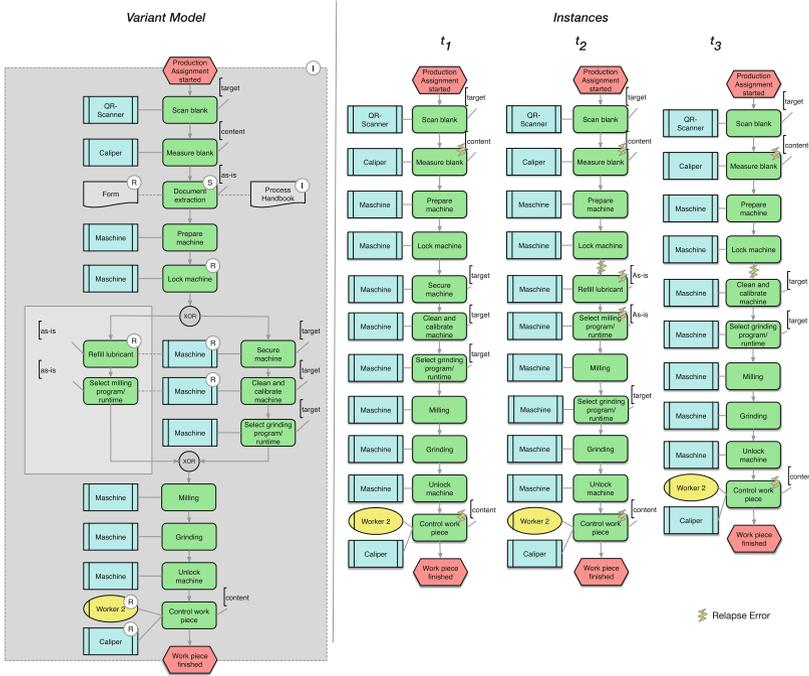 Variant Model
Production
Assignment
started
I
target
QR-
Scanner
Scan blank
content
Caliper
Measure blank
as-is
Form
R
Document
extraction
S
Process
Handbook
I
Maschine
Prepare
machine
Maschine
Lock machine
R
XOR
as-is
target
Refill lubricant
R
Maschine
R
Secure
machine
as-is
target
Select milling
program/
runtime
Maschine
R
Clean and
calibrate
machine
target
Maschine
Select grinding
program/
runtime
XOR
Maschine
Milling
Maschine
Grinding
Maschine
Unlock
machine
content
Worker 2
R
Control work
piece
Caliper
R
Work piece
finished
Instances
t1
Production
Assignment
started
target
QR-
Scanner
Scan blank
content
Caliper
Measure blank
Maschine
Prepare
machine
Maschine
Lock machine
target
Maschine
Secure
machine
target
Maschine
Clean and
calibrate
machine
target
Maschine
Select grinding
program/
runtime
Maschine
Milling
Maschine
Grinding
Maschine
Unlock
machine
content
Worker 2
Control work
piece
Caliper
Work piece
finished
t2
Production
Assignment
started
target
QR-
Scanner
Scan blank
content
Caliper
Measure blank
Maschine
Prepare
machine
Maschine
Lock machine
As-is
Maschine
Refill lubricant
As-is
Maschine
Select milling
program/
runtime
Maschine
Milling
target
Maschine
Select grinding
program/
runtime
Maschine
Grinding
Maschine
Unlock
machine
content
Worker 2
Control work
piece
Caliper
Work piece
finished
t3
Production
Assignment
started
target
QR-
Scanner
Scan blank
content
Caliper
Measure blank
Maschine
Prepare
machine
Maschine
Lock machine
target
Maschine
Clean and
calibrate
machine
target
Maschine
Select grinding
program/
runtime
Maschine
Milling
Maschine
Grinding
Maschine
Unlock
machine
Worker 2
Control work
piece
Caliper
Work piece
finished
Relapse Error